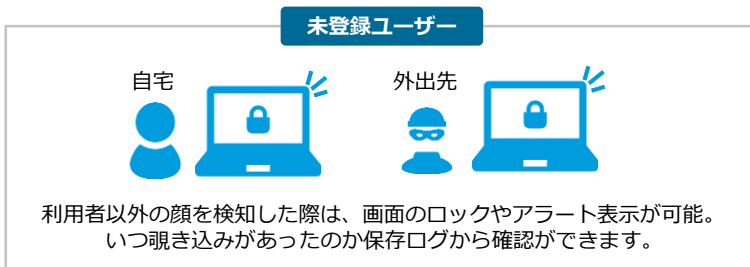 未登録ユーザー
自宅
外出先
利用者以外の顔を検知した際は、画面のロックやアラート表示が可能。
いつ覗き込みがあったのか保存ログから確認ができます。